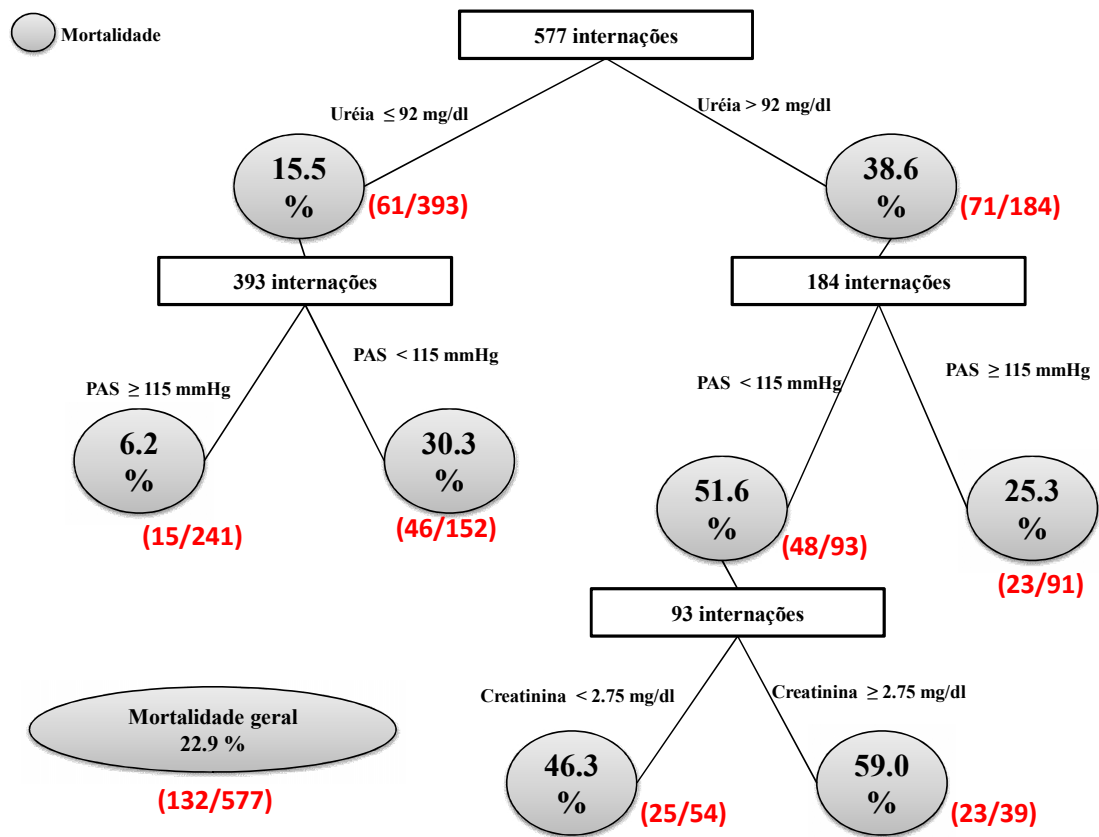 Mortalidade
577 internações
Uréia ≤ 92 mg/dl
Uréia > 92 mg/dl
15.5
%
(61/393)
38.6
%
(71/184)
393 internações
184 internações
PAS ≥ 115 mmHg
PAS < 115 mmHg
PAS < 115 mmHg
PAS ≥ 115 mmHg
6.2
%
(15/241)
30.3
%
(46/152)
51.6
%
(48/93)
25.3
%
(23/91)
93 internações
Creatinina < 2.75 mg/dl
Creatinina ≥ 2.75 mg/dl
46.3
%
(25/54)
59.0
%
(23/39)
Mortalidade geral
22.9 %
(132/577)